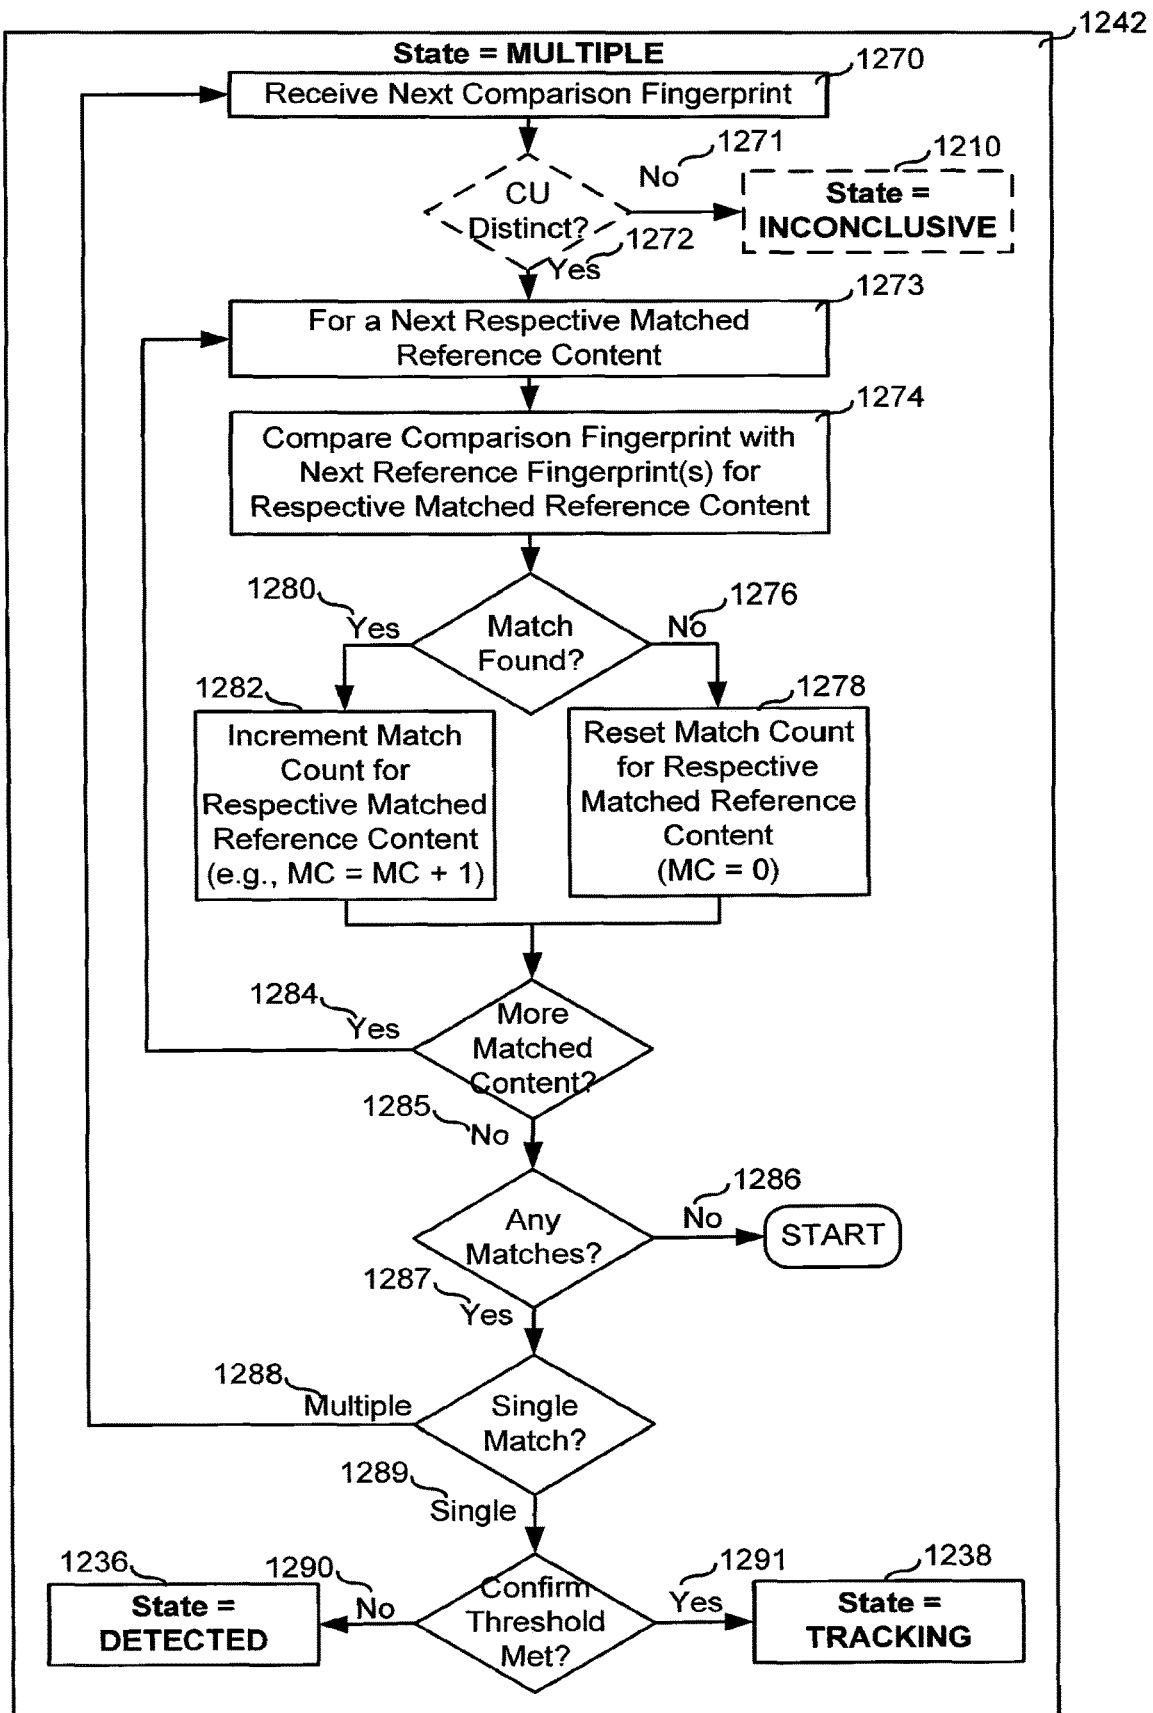 1242
State = MULTIPLE
1270
Receive Next Comparison Fingerprint
1271
No
1210
CU
Distinct?
State =
INCONCLUSIVE
1272
Yes
1273
For a Next Respective Matched
Reference Content
1274
Compare Comparison Fingerprint with
Next Reference Fingerprint(s) for
Respective Matched Reference Content
1280
Yes
1276
No
Match
Found?
1282
Increment Match
Count for
Respective Matched
Reference Content
(e.g., MC = MC + 1)
1278
Reset Match Count
for Respective
Matched Reference
Content
(MC = 0)
1284
Yes
More
Matched
Content?
1285
No
1286
No
Any
Matches?
START
1287
Yes
1288
Multiple
Single
Match?
1289
Single
1236
State =
DETECTED
1290
No
Confirm
Threshold
Met?
1291
Yes
1238
State =
TRACKING